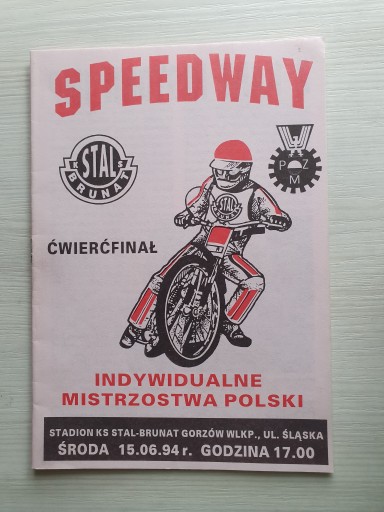 SPEEDWAY
K S
STAL
BRUNAT
P Z
M
STAL
BRUNAT
ĆWIERĆFINAŁ
INDYWIDUALNE
MISTRZOSTWA POLSKI
STADION KS STAL-BRUNAT GORZÓW WLKP., UL. ŚLĄSKA
ŚRODA 15.06.94 r. GODZINA 17.00